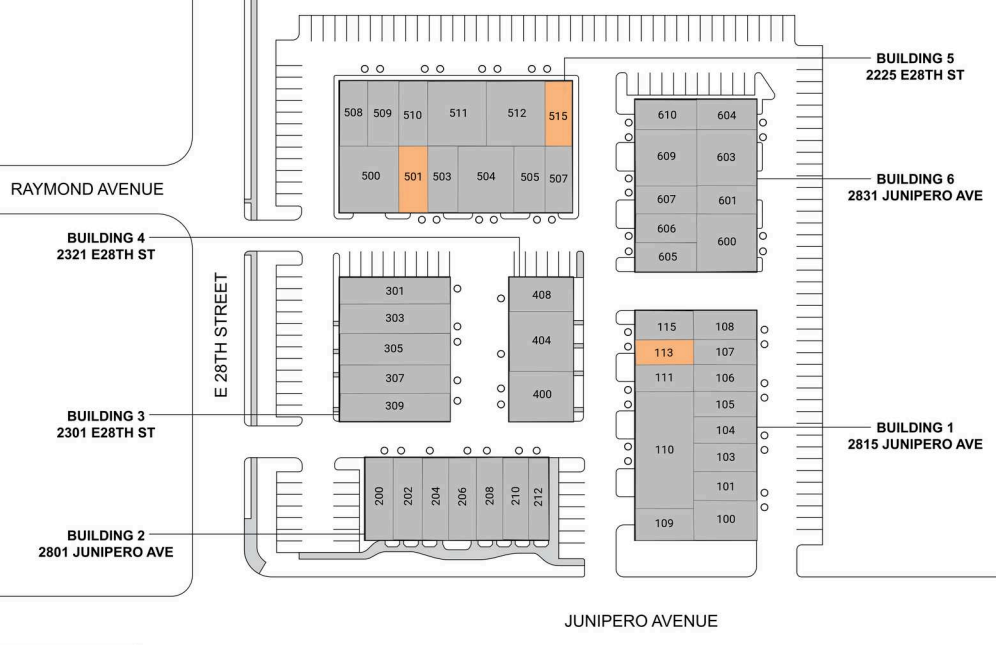 BUILDING 5
2225 E28TH ST
508 509 510 511 512 515
500 501 503 504 505 507
610 604
609 603
607 601
606 600
605
BUILDING 6
2831 JUNIPERO AVE
RAYMOND AVENUE
BUILDING 4
2321 E28TH ST
E 28TH STREET
301
303
305
307
309
408
404
400
115 108
113 107
111 106
105
110 104
103
101
109 100
BUILDING 3
2301 E28TH ST
BUILDING 1
2815 JUNIPERO AVE
200 202 204 206 208 210 212
BUILDING 2
2801 JUNIPERO AVE
JUNIPERO AVENUE